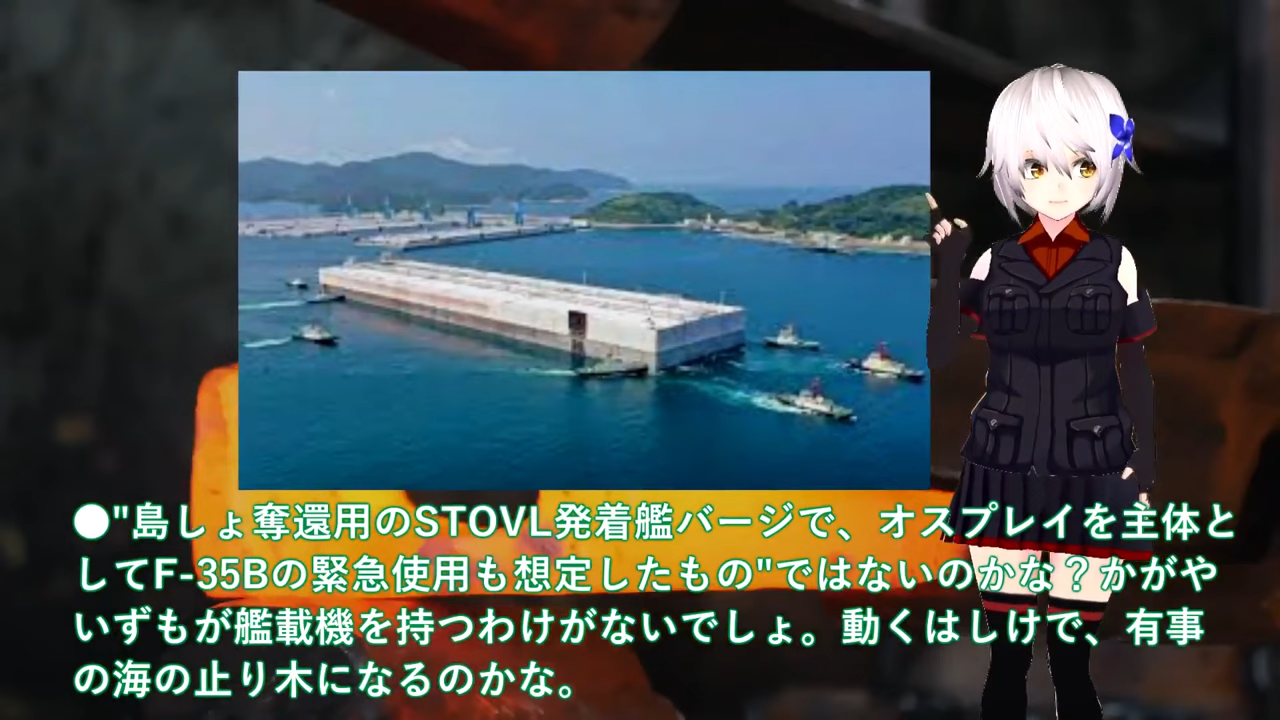 ●"島しょ奪還用のSTOVL発着艦バージで、オスプレイを主体と
してF-35Bの緊急使用も想定したもの"ではないのかな？かがや
いずもが艦載機を持つわけがないでしょ。動くはしけで、有事
の海の止り木になるのかな。